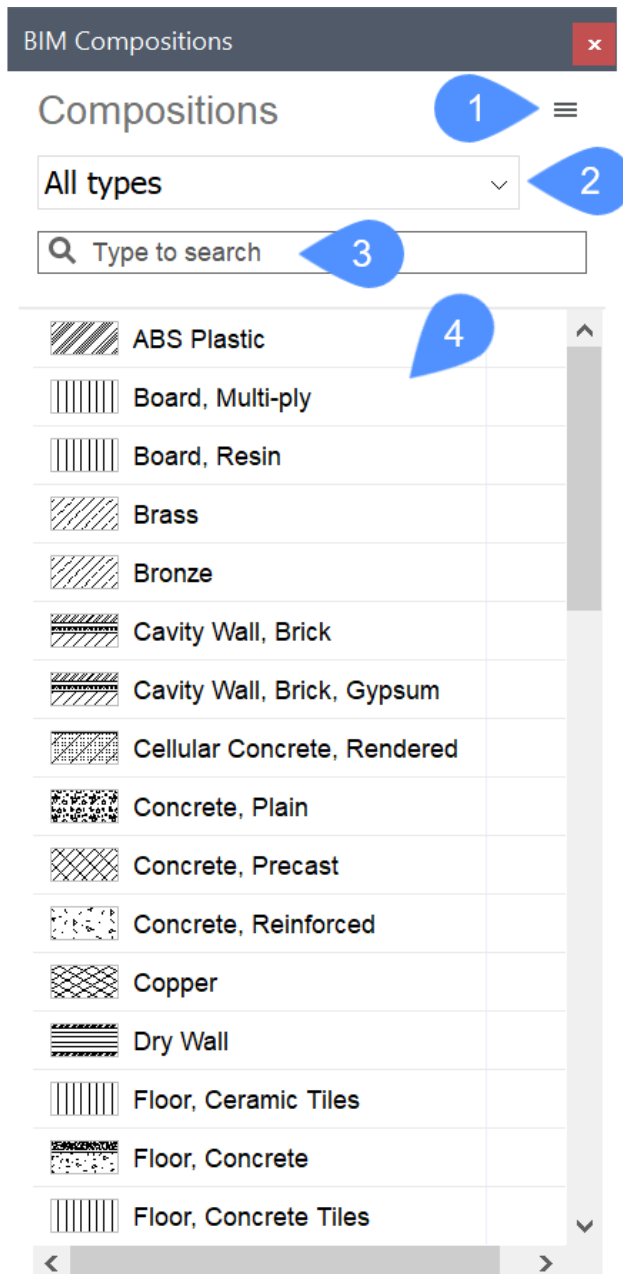 BIM Compositions x
Compositions 1
All types 2
Type to search 3
4
ABS Plastic
Board, Multi-ply
Board, Resin
Brass
Bronze
Cavity Wall, Brick
Cavity Wall, Brick, Gypsum
Cellular Concrete, Rendered
Concrete, Plain
Concrete, Precast
Concrete, Reinforced
Copper
Dry Wall
Floor, Ceramic Tiles
Floor, Concrete
Floor, Concrete Tiles